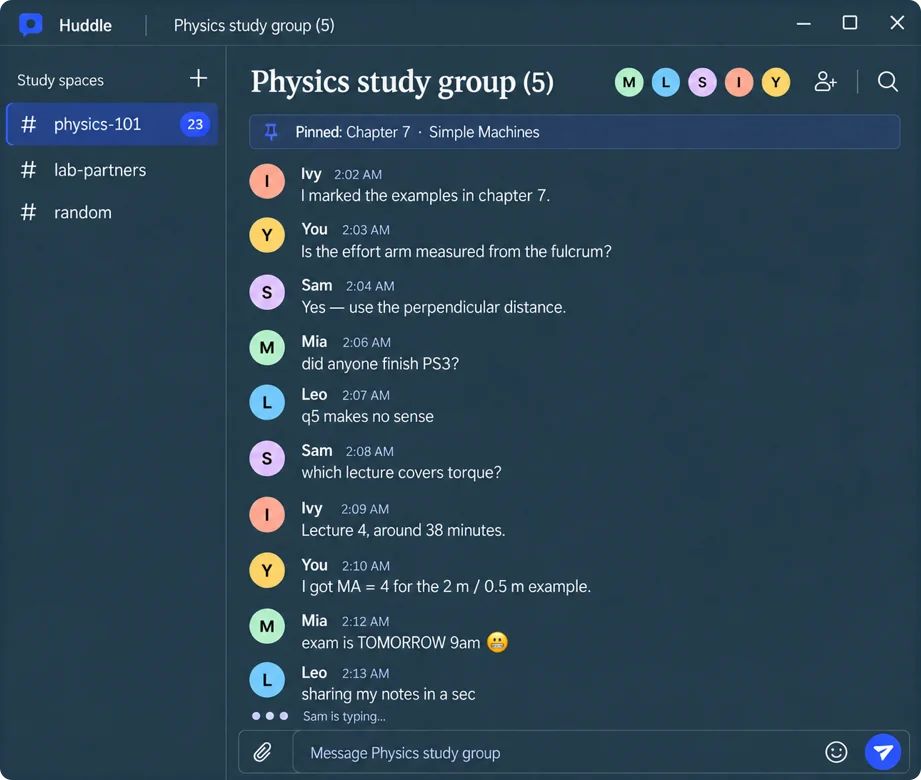 Huddle
Physics study group (5)
Study spaces
# physics-101 23
# lab-partners
# random
Physics study group (5)
M L S I Y
Pinned: Chapter 7 · Simple Machines
I
Ivy 2:02 AM
I marked the examples in chapter 7.
Y
You 2:03 AM
Is the effort arm measured from the fulcrum?
S
Sam 2:04 AM
Yes — use the perpendicular distance.
M
Mia 2:06 AM
did anyone finish PS3?
L
Leo 2:07 AM
q5 makes no sense
S
Sam 2:08 AM
which lecture covers torque?
I
Ivy 2:09 AM
Lecture 4, around 38 minutes.
Y
You 2:10 AM
I got MA = 4 for the 2 m / 0.5 m example.
M
Mia 2:12 AM
exam is TOMORROW 9am 😬
L
Leo 2:13 AM
sharing my notes in a sec
Sam is typing...
Message Physics study group